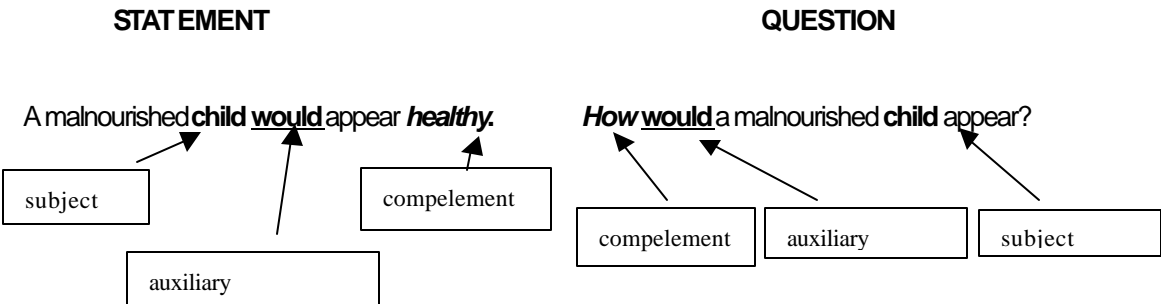 STATEMENT QUESTION
A malnourished child would appear healthy. How would a malnourished child appear?
subject compelement
compelement auxiliary subject
auxiliary